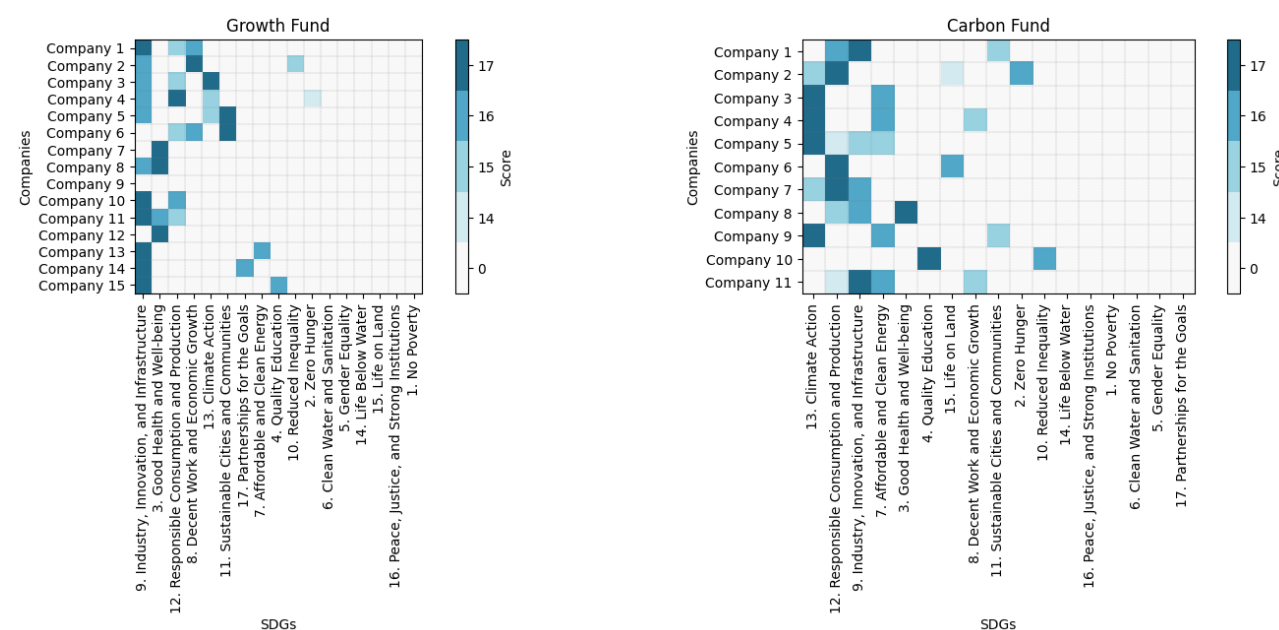 Growth Fund
Companies
Company 1
Company 2
Company 3
Company 4
Company 5
Company 6
Company 7
Company 8
Company 9
Company 10
Company 11
Company 12
Company 13
Company 14
Company 15
9. Industry, Innovation, and Infrastructure
3. Good Health and Well-being
12. Responsible Consumption and Production
8. Decent Work and Economic Growth
13. Climate Action
11. Sustainable Cities and Communities
17. Partnerships for the Goals
7. Affordable and Clean Energy
4. Quality Education
10. Reduced Inequality
2. Zero Hunger
6. Clean Water and Sanitation
5. Gender Equality
14. Life Below Water
15. Life on Land
16. Peace, Justice, and Strong Institutions
1. No Poverty
SDGs
17
16
15
14
0
Score
Carbon Fund
Companies
Company 1
Company 2
Company 3
Company 4
Company 5
Company 6
Company 7
Company 8
Company 9
Company 10
Company 11
13. Climate Action
12. Responsible Consumption and Production
9. Industry, Innovation, and Infrastructure
7. Affordable and Clean Energy
3. Good Health and Well-being
4. Quality Education
15. Life on Land
8. Decent Work and Economic Growth
11. Sustainable Cities and Communities
2. Zero Hunger
10. Reduced Inequality
14. Life Below Water
16. Peace, Justice, and Strong Institutions
1. No Poverty
6. Clean Water and Sanitation
5. Gender Equality
17. Partnerships for the Goals
SDGs
17
16
15
14
0
Score